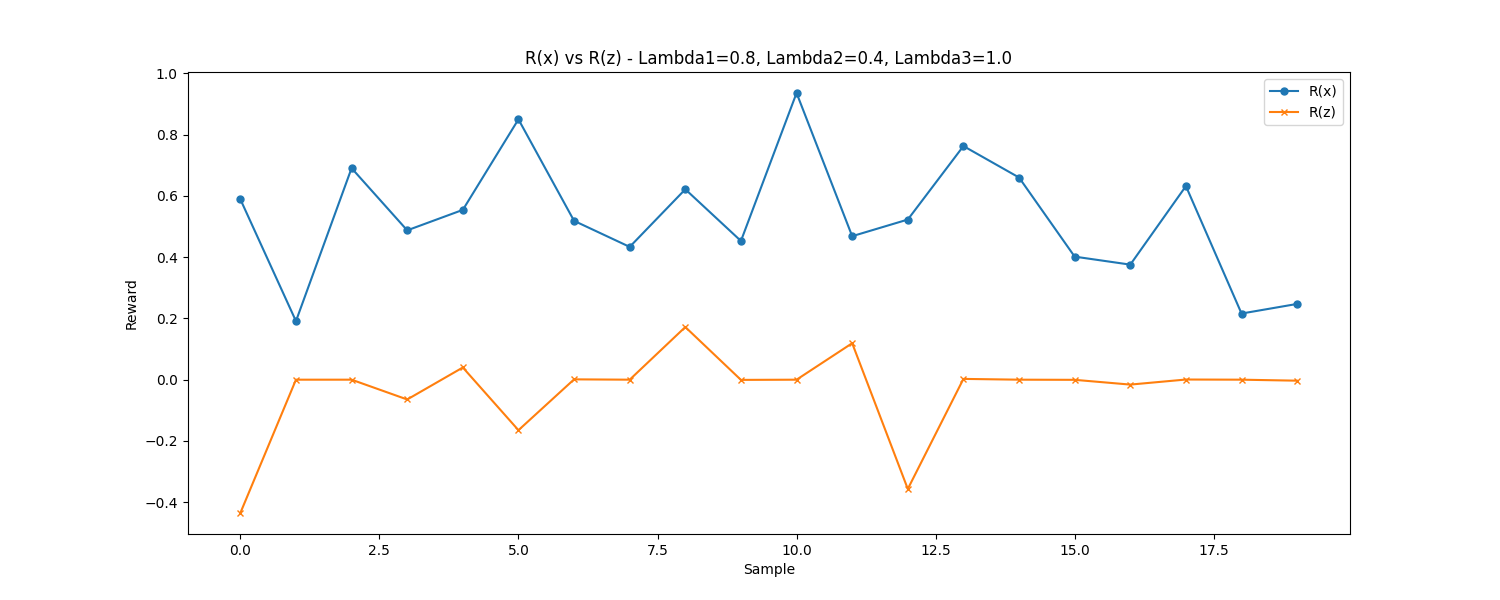 R(x) vs R(z) - Lambda1=0.8, Lambda2=0.4, Lambda3=1.0
R(x)
R(z)
1.0
0.8
0.6
0.4
0.2
0.0
−0.2
−0.4
Reward
0.0 2.5 5.0 7.5 10.0 12.5 15.0 17.5
Sample